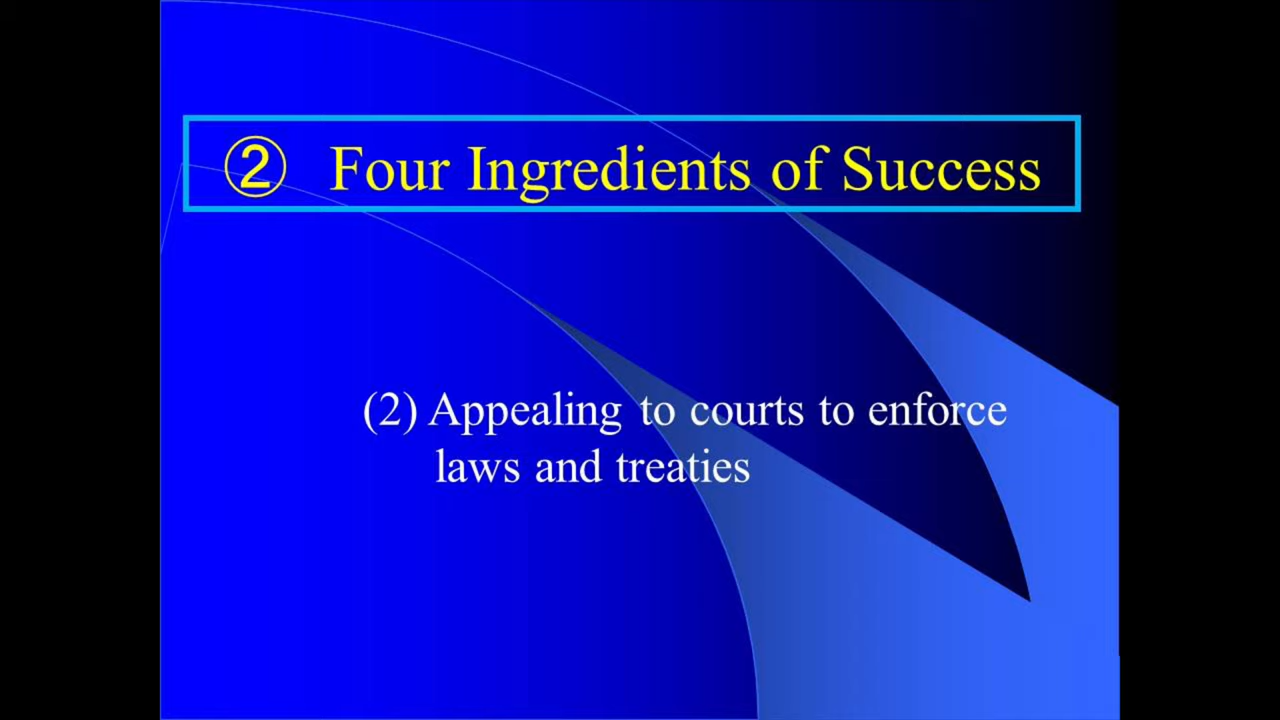 ② Four Ingredients of Success
(2) Appealing to courts to enforce
laws and treaties